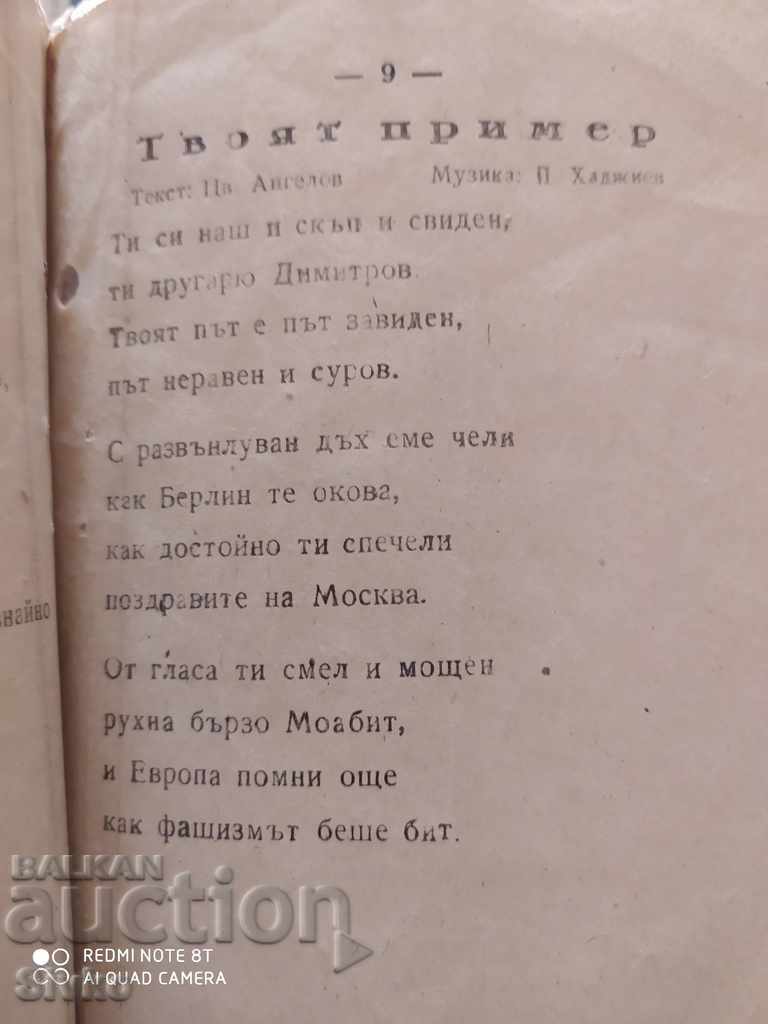 — 9 —
Твоят пример
Текст: Цв. Ангелов Музика: П. Хаджиев
Ти си наш и скъп и свиден,
ти другарю Димитров.
Твоят път е път завиден,
път неравен и суров.
С развънлуван дъх сме чели
как Берлин те окова,
как достойно ти спечели
поздравите на Москва.
От гласа ти смел и мощен
рухна бързо Моабит,
и Европа помни още
как фашизмът беше бит.
знайно
BALKAN
auction
REDMI NOTE 8T
AI QUAD CAMERA